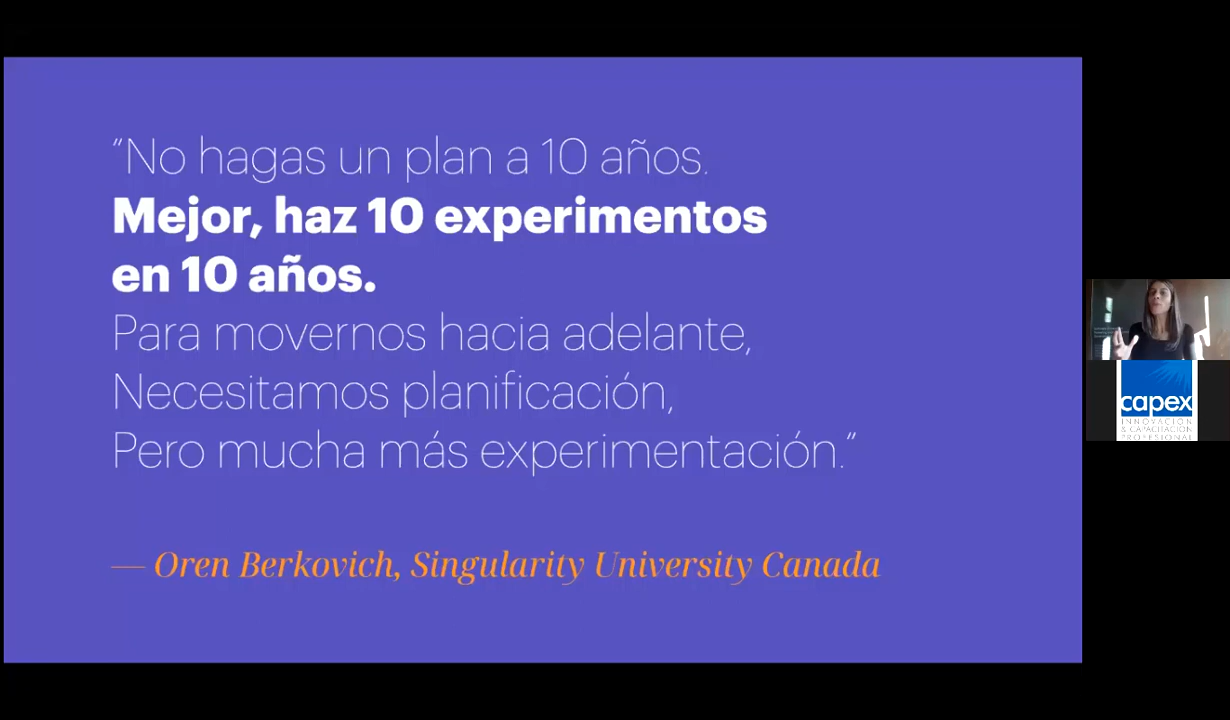 “No hagas un plan a 10 años.
Mejor, haz 10 experimentos
en 10 años.
Para movernos hacia adelante,
Necesitamos planificación,
Pero mucha más experimentación.“
— Oren Berkovich, Singularity University Canada
capex
INNOVACIÓN
& CAPACITACIÓN
PROFESIONAL